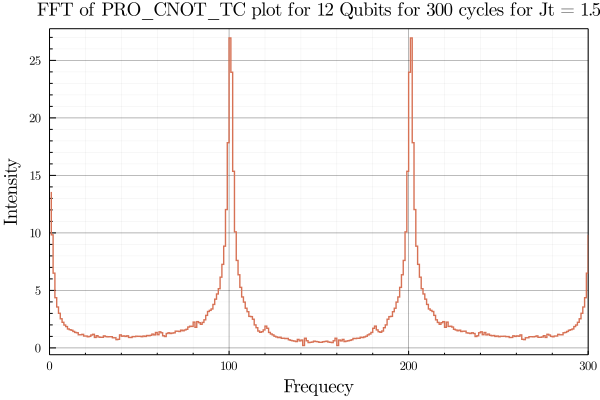 FFT of PRO_CNOT_TC plot for 12 Qubits for 300 cycles for Jt = 1.5
25
20
15
10
5
0
Intensity
0 100 200 300
Frequecy